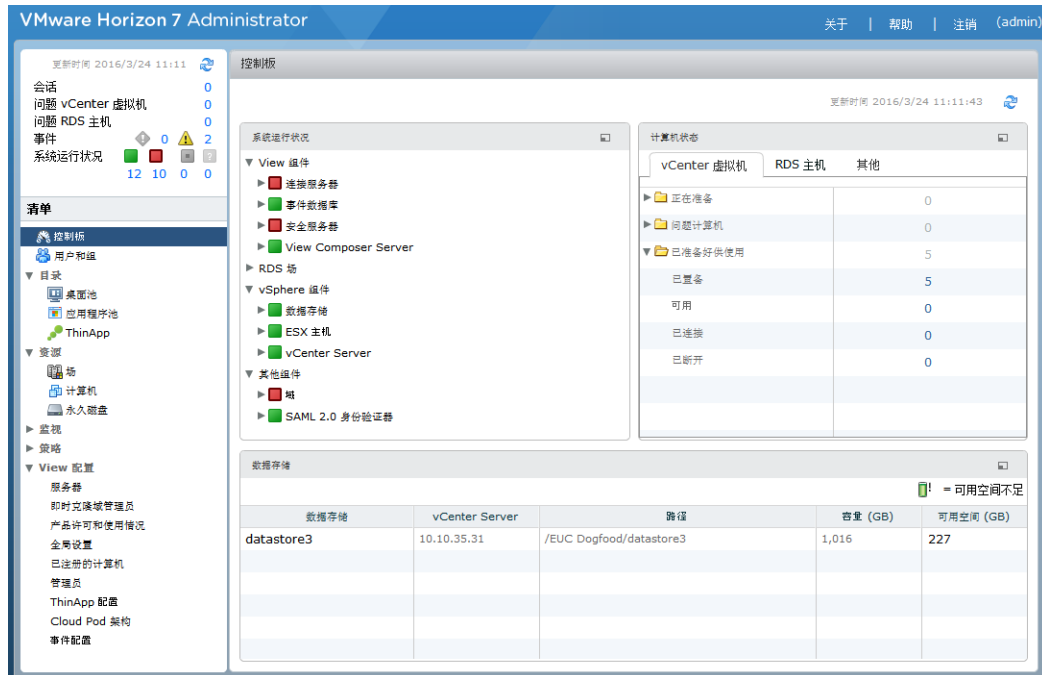 VMware Horizon 7 Administrator
关于 | 帮助 | 注销 (admin)
更新时间 2016/3/24 11:11
会话 0
问题 vCenter 虚拟机 0
问题 RDS 主机 0
事件 0 2
系统运行状况
12 10 0 0
清单
控制板
用户和组
目录
桌面池
应用程序池
ThinApp
资源
场
计算机
永久磁盘
监视
策略
View 配置
服务器
即时克隆域管理员
产品许可和使用情况
全局设置
已注册的计算机
管理员
ThinApp 配置
Cloud Pod 架构
事件配置
控制板
更新时间 2016/3/24 11:11:43
系统运行状况
View 组件
连接服务器
事件数据库
安全服务器
View Composer Server
RDS 场
vSphere 组件
数据存储
ESX 主机
vCenter Server
其他组件
域
SAML 2.0 身份验证器
计算机状态
vCenter 虚拟机 RDS 主机 其他
正在准备 0
问题计算机 0
已准备好供使用 5
已置备 5
可用 0
已连接 0
已断开 0
数据存储
! = 可用空间不足
数据存储 vCenter Server 路径 容量 (GB) 可用空间 (GB)
datastore3 10.10.35.31 /EUC Dogfood/datastore3 1,016 227